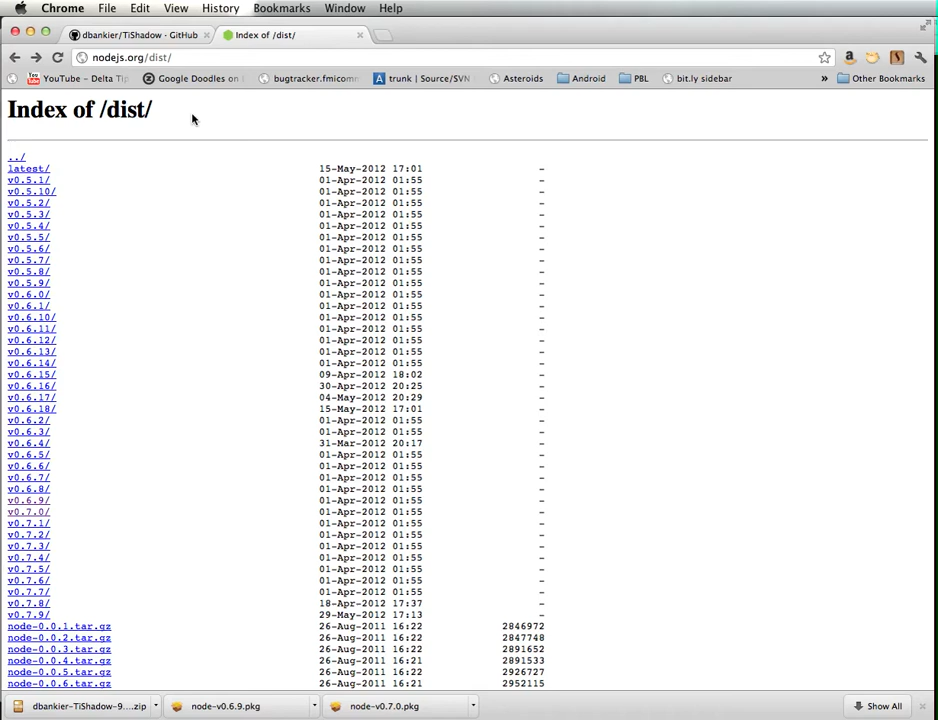 Chrome File Edit View History Bookmarks Window Help
dbankier/TiShadow - GitHub × Index of /dist/ ×
nodejs.org/dist/
YouTube - Delta Tip Google Doodles on bugtracker.fmicomm trunk | Source/SVN Asteroids Android PBL bit.ly sidebar » Other Bookmarks
Index of /dist/
../
latest/ 15-May-2012 17:01 -
v0.5.1/ 01-Apr-2012 01:55 -
v0.5.10/ 01-Apr-2012 01:55 -
v0.5.2/ 01-Apr-2012 01:55 -
v0.5.3/ 01-Apr-2012 01:55 -
v0.5.4/ 01-Apr-2012 01:55 -
v0.5.5/ 01-Apr-2012 01:55 -
v0.5.6/ 01-Apr-2012 01:55 -
v0.5.7/ 01-Apr-2012 01:55 -
v0.5.8/ 01-Apr-2012 01:55 -
v0.5.9/ 01-Apr-2012 01:55 -
v0.6.0/ 01-Apr-2012 01:55 -
v0.6.1/ 01-Apr-2012 01:55 -
v0.6.10/ 01-Apr-2012 01:55 -
v0.6.11/ 01-Apr-2012 01:55 -
v0.6.12/ 01-Apr-2012 01:55 -
v0.6.13/ 01-Apr-2012 01:55 -
v0.6.14/ 01-Apr-2012 01:55 -
v0.6.15/ 09-Apr-2012 18:02 -
v0.6.16/ 30-Apr-2012 20:25 -
v0.6.17/ 04-May-2012 20:29 -
v0.6.18/ 15-May-2012 17:01 -
v0.6.2/ 01-Apr-2012 01:55 -
v0.6.3/ 01-Apr-2012 01:55 -
v0.6.4/ 31-Mar-2012 20:17 -
v0.6.5/ 01-Apr-2012 01:55 -
v0.6.6/ 01-Apr-2012 01:55 -
v0.6.7/ 01-Apr-2012 01:55 -
v0.6.8/ 01-Apr-2012 01:55 -
v0.6.9/ 01-Apr-2012 01:55 -
v0.7.0/ 01-Apr-2012 01:55 -
v0.7.1/ 01-Apr-2012 01:55 -
v0.7.2/ 01-Apr-2012 01:55 -
v0.7.3/ 01-Apr-2012 01:55 -
v0.7.4/ 01-Apr-2012 01:55 -
v0.7.5/ 01-Apr-2012 01:55 -
v0.7.6/ 01-Apr-2012 01:55 -
v0.7.7/ 01-Apr-2012 01:55 -
v0.7.8/ 18-Apr-2012 17:37 -
v0.7.9/ 29-May-2012 17:13 -
node-0.0.1.tar.gz 26-Aug-2011 16:22 2846972
node-0.0.2.tar.gz 26-Aug-2011 16:22 2847748
node-0.0.3.tar.gz 26-Aug-2011 16:22 2891652
node-0.0.4.tar.gz 26-Aug-2011 16:21 2891533
node-0.0.5.tar.gz 26-Aug-2011 16:22 2926727
node-0.0.6.tar.gz 26-Aug-2011 16:21 2952115
dbankier-TiShadow-9....zip node-v0.6.9.pkg node-v0.7.0.pkg Show All ×